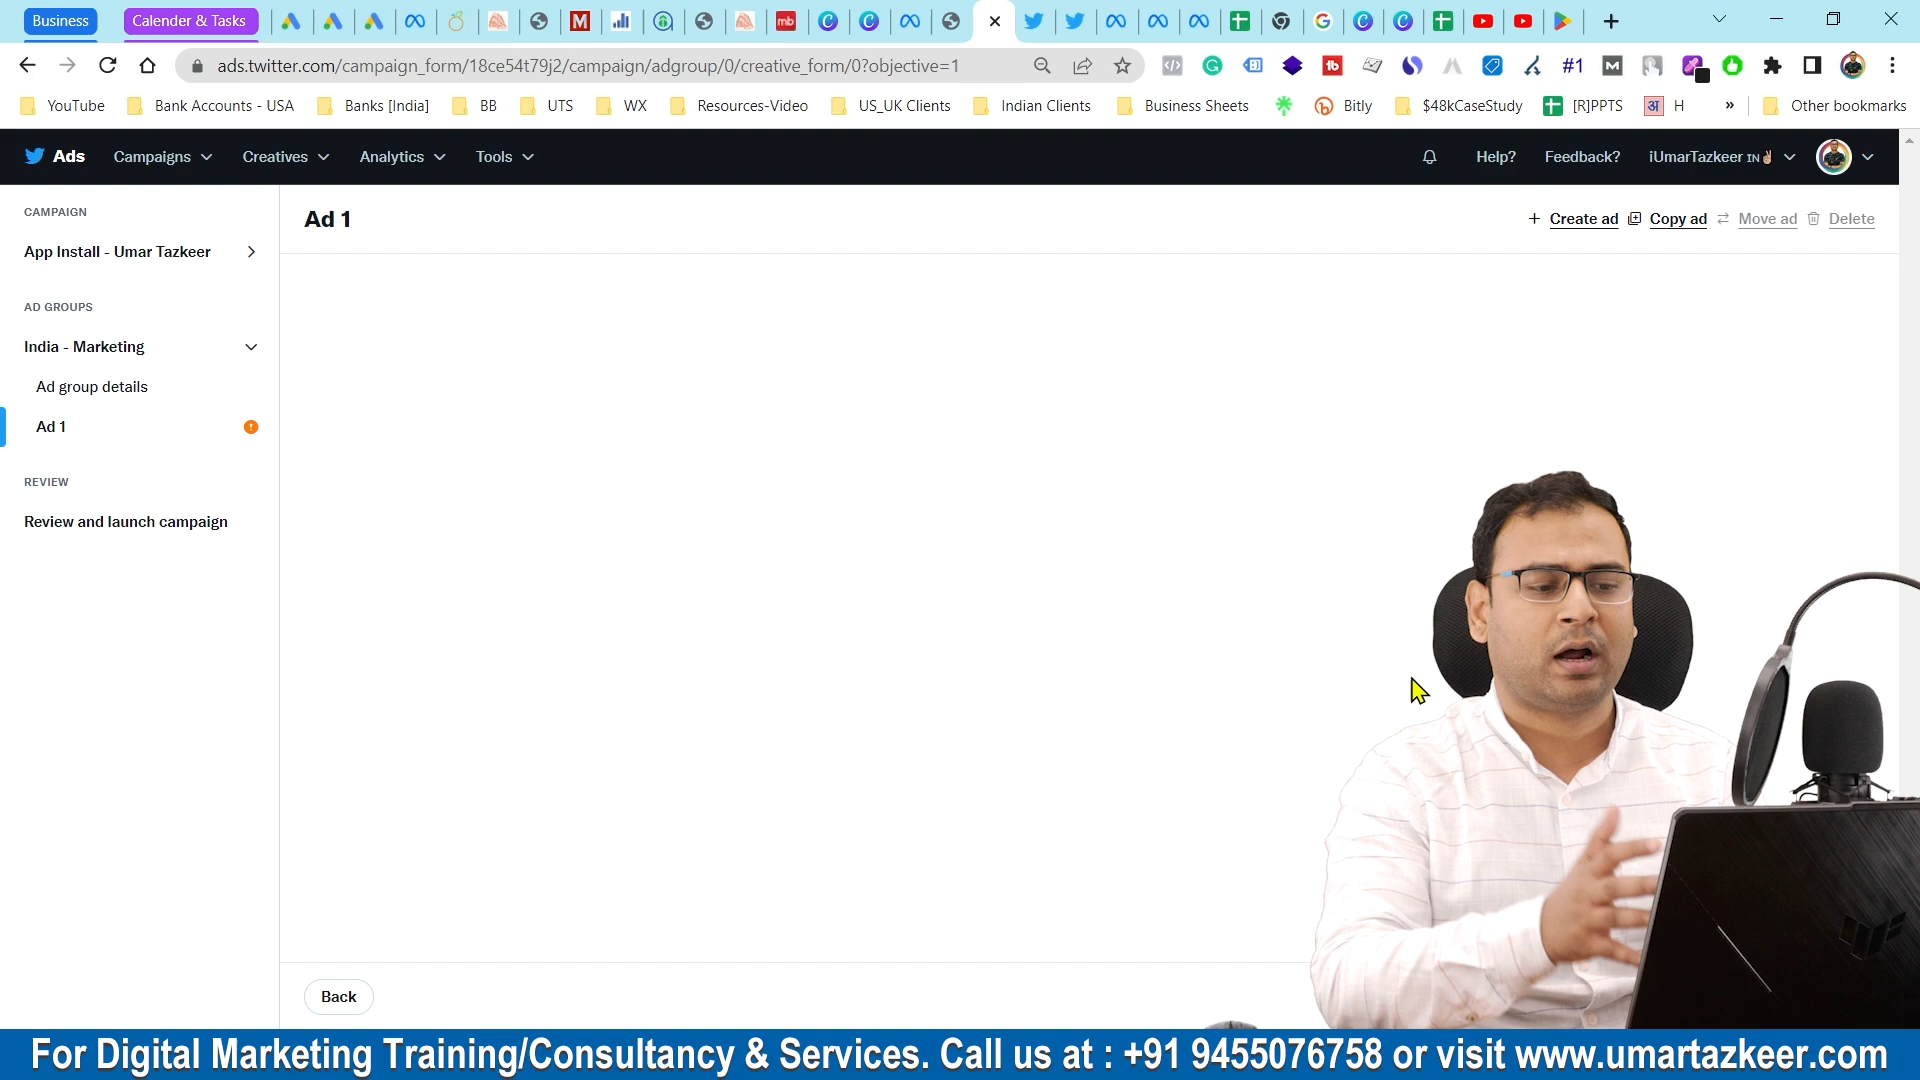 Business
Calender & Tasks
ads.twitter.com/campaign_form/18ce54t79j2/campaign/adgroup/0/creative_form/0?objective=1
#1
YouTube
Bank Accounts - USA
Banks [India]
BB
UTS
WX
Resources-Video
US_UK Clients
Indian Clients
Business Sheets
Bitly
$48kCaseStudy
[R]PPTS
H
»
Other bookmarks
Ads
Campaigns
Creatives
Analytics
Tools
Help?
Feedback?
iUmarTazkeer IN
CAMPAIGN
App Install - Umar Tazkeer
AD GROUPS
India - Marketing
Ad group details
Ad 1
REVIEW
Review and launch campaign
Ad 1
+ Create ad
Copy ad
Move ad
Delete
Back
For Digital Marketing Training/Consultancy & Services. Call us at : +91 9455076758 or visit www.umartazkeer.com